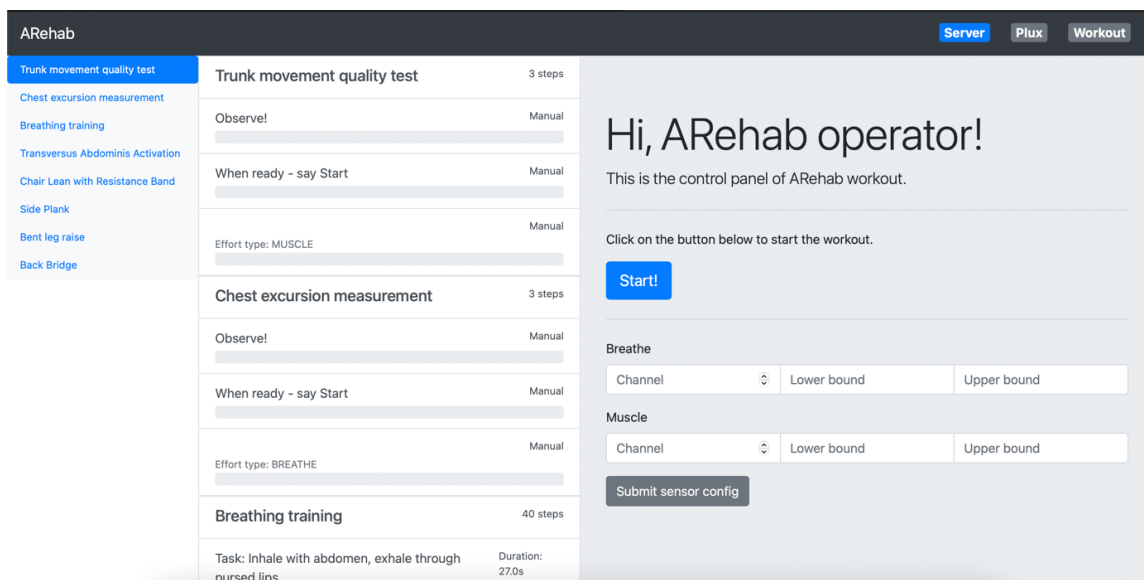 ARehab
Server
Plux
Workout
Trunk movement quality test
Chest excursion measurement
Breathing training
Transversus Abdominis Activation
Chair Lean with Resistance Band
Side Plank
Bent leg raise
Back Bridge
Trunk movement quality test
3 steps
Observe!
Manual
When ready - say Start
Manual
Manual
Effort type: MUSCLE
Chest excursion measurement
3 steps
Observe!
Manual
When ready - say Start
Manual
Manual
Effort type: BREATHE
Breathing training
40 steps
Task: Inhale with abdomen, exhale through
pursed lips
Duration:
27.0s
Hi, ARehab operator!
This is the control panel of ARehab workout.
Click on the button below to start the workout.
Start!
Breathe
Channel
Lower bound
Upper bound
Muscle
Channel
Lower bound
Upper bound
Submit sensor config